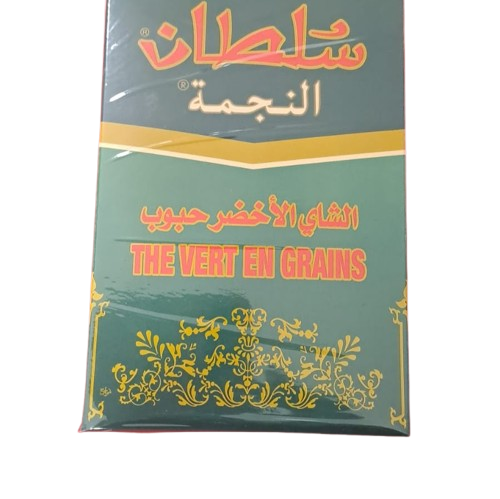 سلطان®
النجمة®
الشاي الأخضر حبوب
THE VERT EN GRAINS